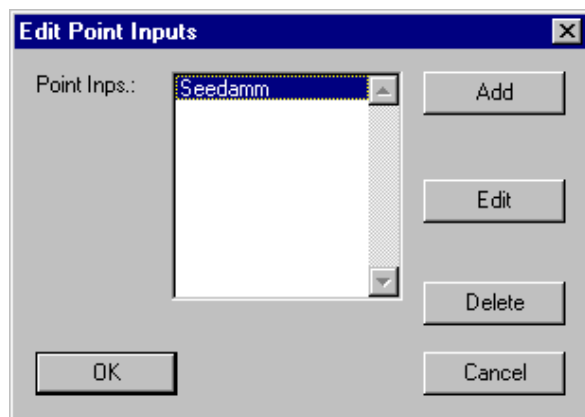 Edit Point Inputs
Point Inps.:
Seedamm
Add
Edit
Delete
OK
Cancel